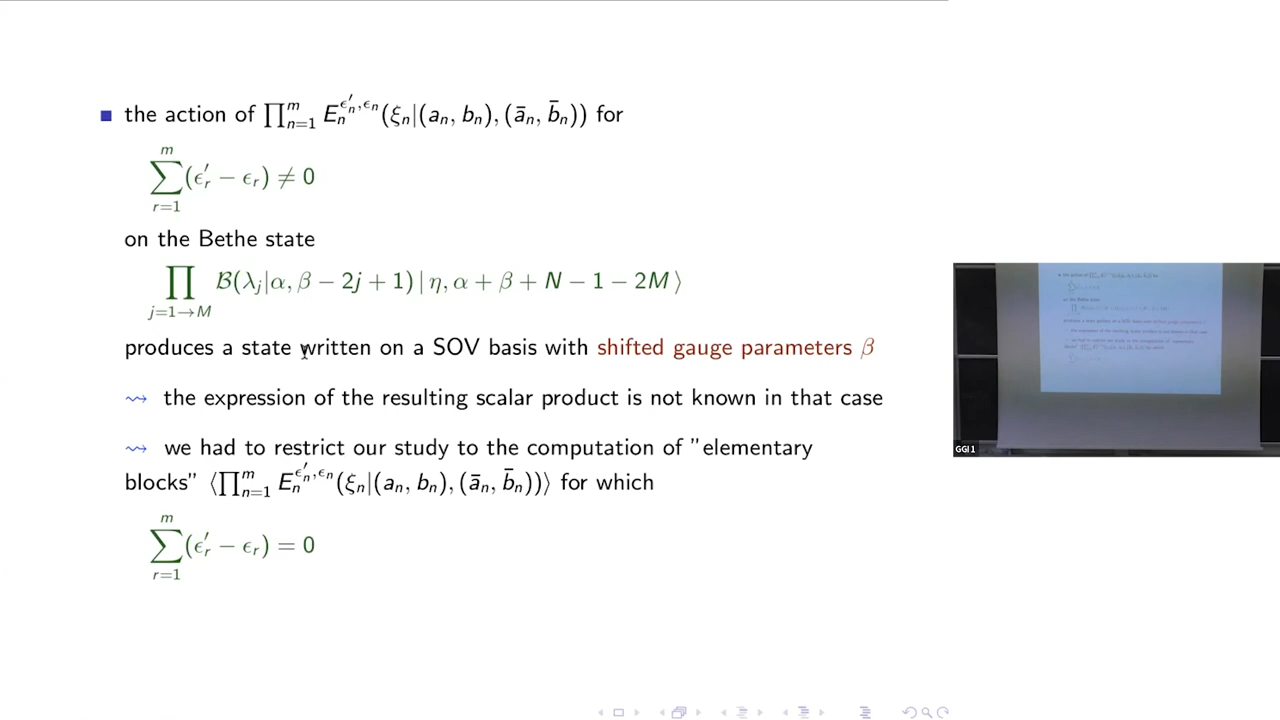 the action of ∏_{n=1}^{m} E_n^{ϵ′_n,ϵ_n}(ξ_n|(a_n, b_n), (ā_n, b̄_n)) for
∑_{r=1}^{m}(ϵ′_r − ϵ_r) ≠ 0
on the Bethe state
∏_{j=1→M} B(λ_j|α, β − 2j + 1) | η, α + β + N − 1 − 2M ⟩
produces a state written on a SOV basis with shifted gauge parameters β
⇝ the expression of the resulting scalar product is not known in that case
⇝ we had to restrict our study to the computation of "elementary
blocks" ⟨∏_{n=1}^{m} E_n^{ϵ′_n,ϵ_n}(ξ_n|(a_n, b_n), (ā_n, b̄_n))⟩ for which
∑_{r=1}^{m}(ϵ′_r − ϵ_r) = 0
GGI 1